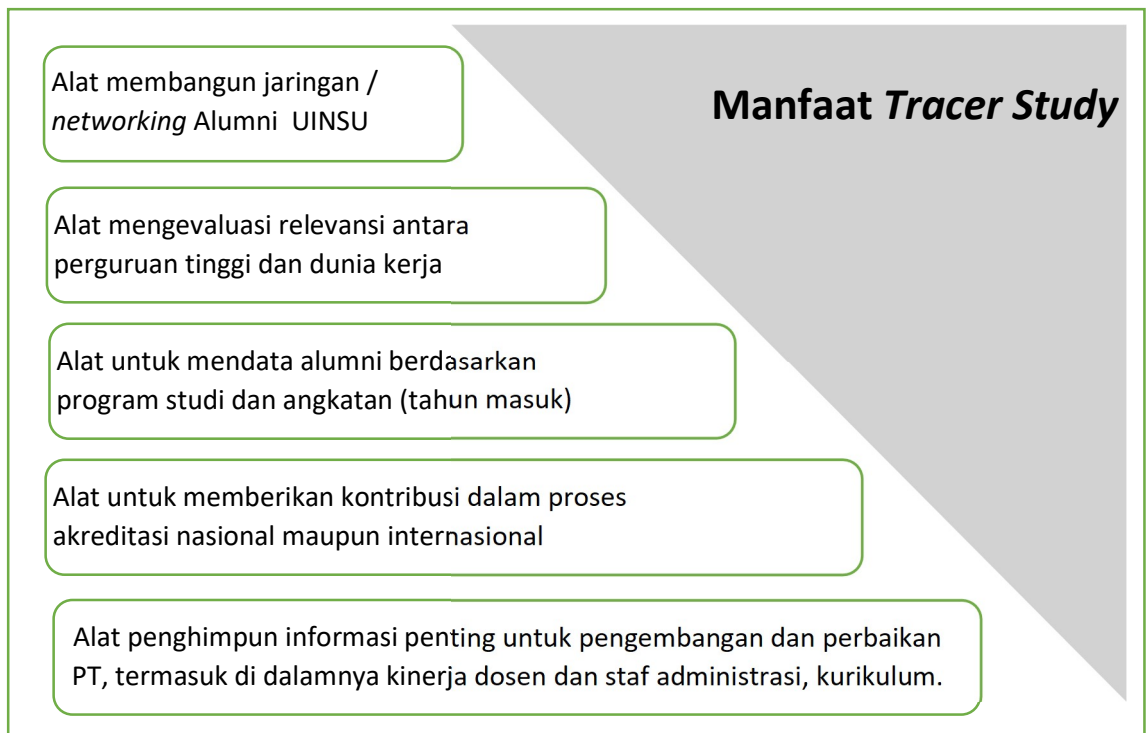 Manfaat Tracer Study
Alat membangun jaringan /
networking Alumni UINSU
Alat mengevaluasi relevansi antara
perguruan tinggi dan dunia kerja
Alat untuk mendata alumni berdasarkan
program studi dan angkatan (tahun masuk)
Alat untuk memberikan kontribusi dalam proses
akreditasi nasional maupun internasional
Alat penghimpun informasi penting untuk pengembangan dan perbaikan
PT, termasuk di dalamnya kinerja dosen dan staf administrasi, kurikulum.